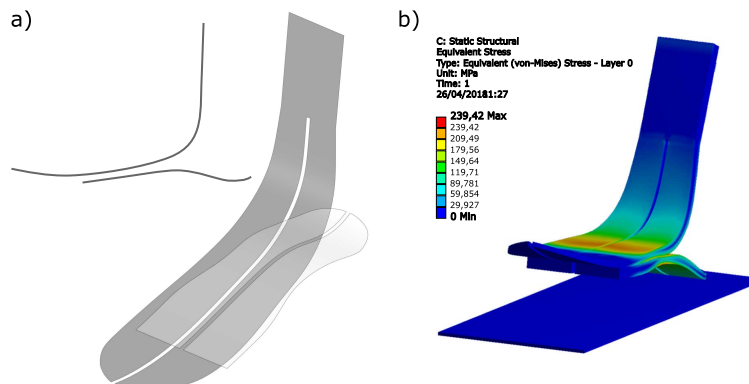 a)
b)
C: Static Structural
Equivalent Stress
Type: Equivalent (von-Mises) Stress - Layer 0
Unit: MPa
Time: 1
26/04/2018 1:27
239,42 Max
239,42
209,49
179,56
149,64
119,71
89,781
59,854
29,927
0 Min